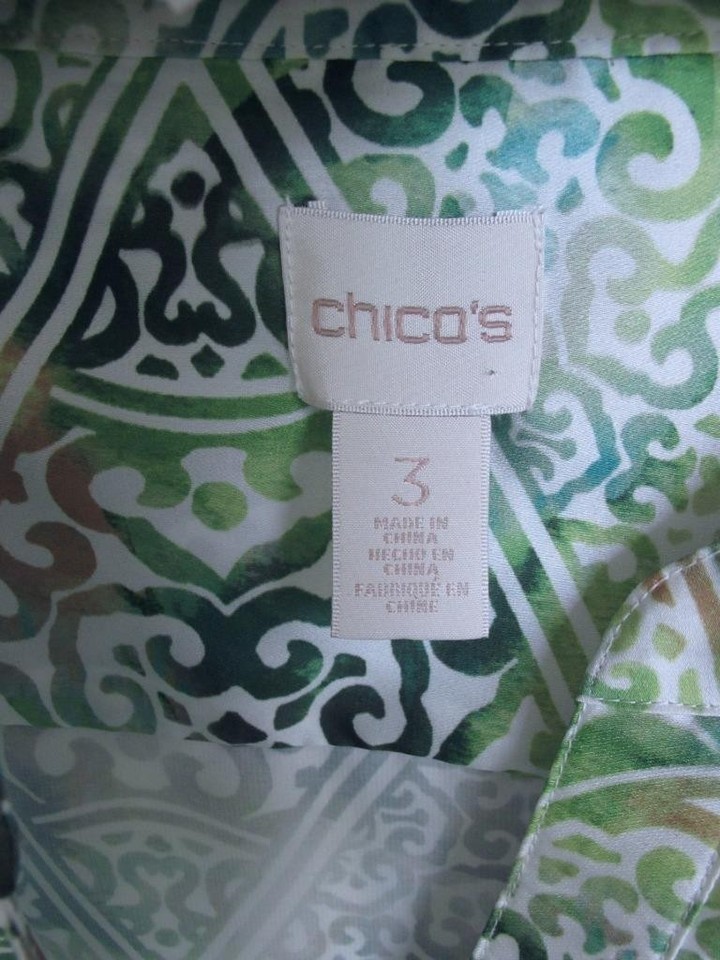 chico's
3
MADE IN
CHINA
HECHO EN
CHINA
FABRIQUÉ EN
CHINE